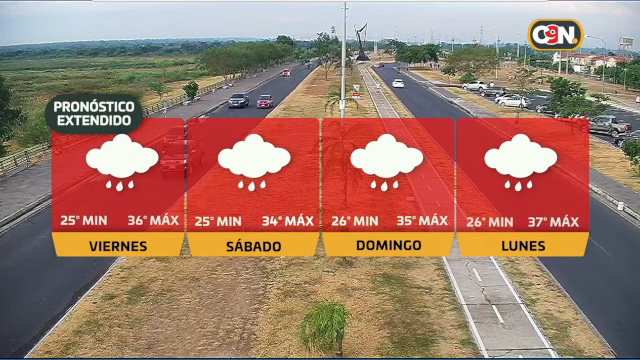 C9N
PRONÓSTICO
EXTENDIDO
25° MIN 36° MÁX
VIERNES
25° MIN 34° MÁX
SÁBADO
26° MIN 35° MÁX
DOMINGO
26° MIN 37° MÁX
LUNES